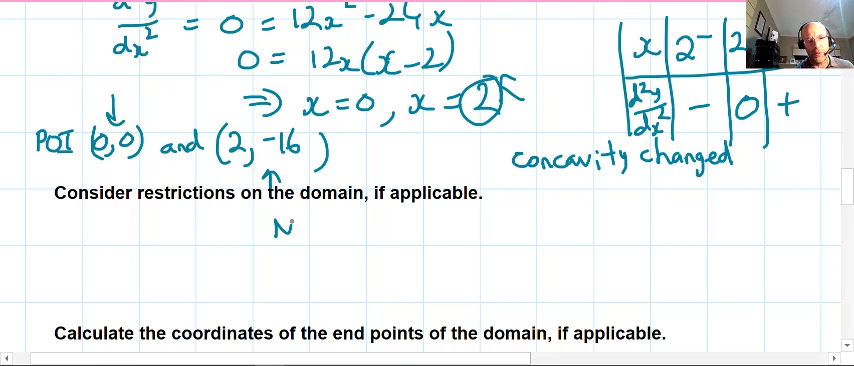 d²y/dx² = 0 = 12x² - 24x
0 = 12x(x-2)
⇒ x=0, x=2
x | 2⁻ | 2
d²y/dx² | - | 0 | +
POI (0,0) and (2, -16)
concavity changed
Consider restrictions on the domain, if applicable.
N
Calculate the coordinates of the end points of the domain, if applicable.